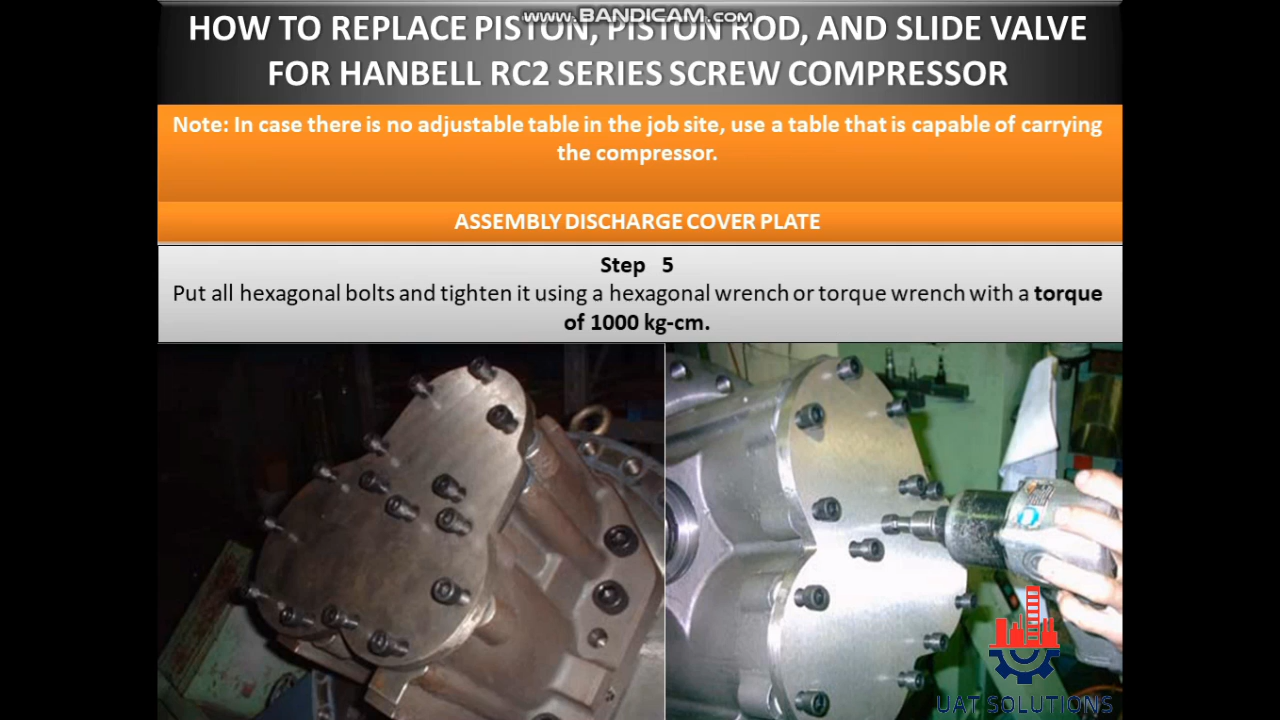 www.BANDICAM.com
HOW TO REPLACE PISTON, PISTON ROD, AND SLIDE VALVE
FOR HANBELL RC2 SERIES SCREW COMPRESSOR
Note: In case there is no adjustable table in the job site, use a table that is capable of carrying
the compressor.
ASSEMBLY DISCHARGE COVER PLATE
Step 5
Put all hexagonal bolts and tighten it using a hexagonal wrench or torque wrench with a torque
of 1000 kg-cm.
UAT SOLUTIONS